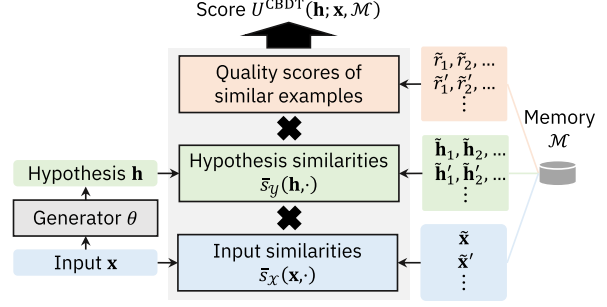 Score U^CBDT(h; x, ℳ)
Quality scores of
similar examples
r̃₁, r̃₂, ...
r̃′₁, r̃′₂, ...
⋮
Memory
ℳ
Hypothesis h
Hypothesis similarities
s̄_𝒴(h,·)
h̃₁, h̃₂, ...
h̃′₁, h̃′₂, ...
⋮
Generator θ
Input x
Input similarities
s̄_𝒳(x,·)
x̃
x̃′
⋮